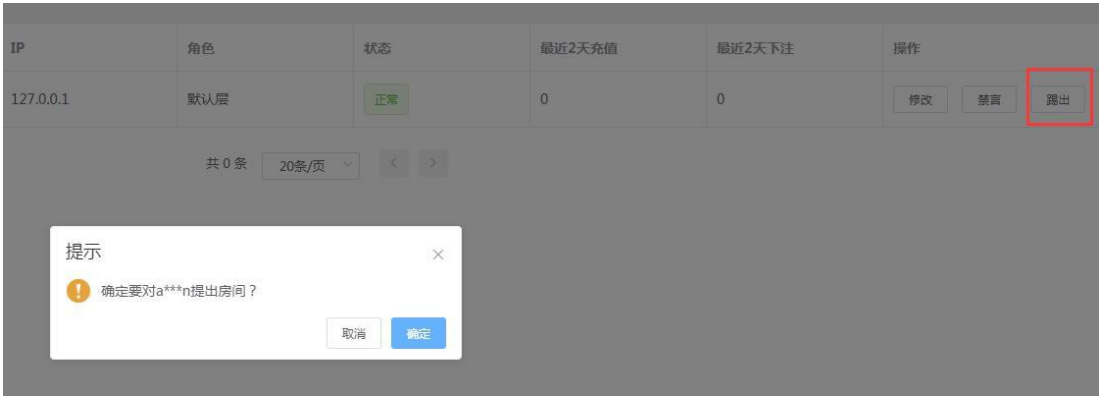 IP 角色 状态 最近2天充值 最近2天下注 操作
127.0.0.1 默认层 正常 0 0 修改 禁言 踢出
共 0 条 20条/页
提示
确定要对a***n提出房间？
取消 确定